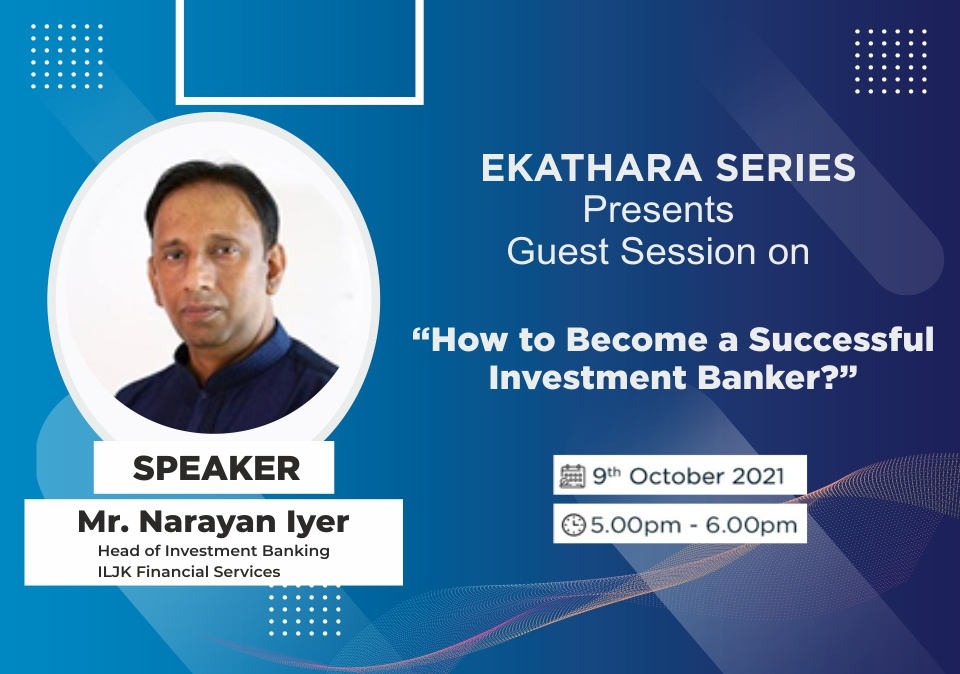 EKATHARA SERIES
Presents
Guest Session on
“How to Become a Successful
Investment Banker?”
9th October 2021
5.00pm - 6.00pm
SPEAKER
Mr. Narayan Iyer
Head of Investment Banking
ILJK Financial Services